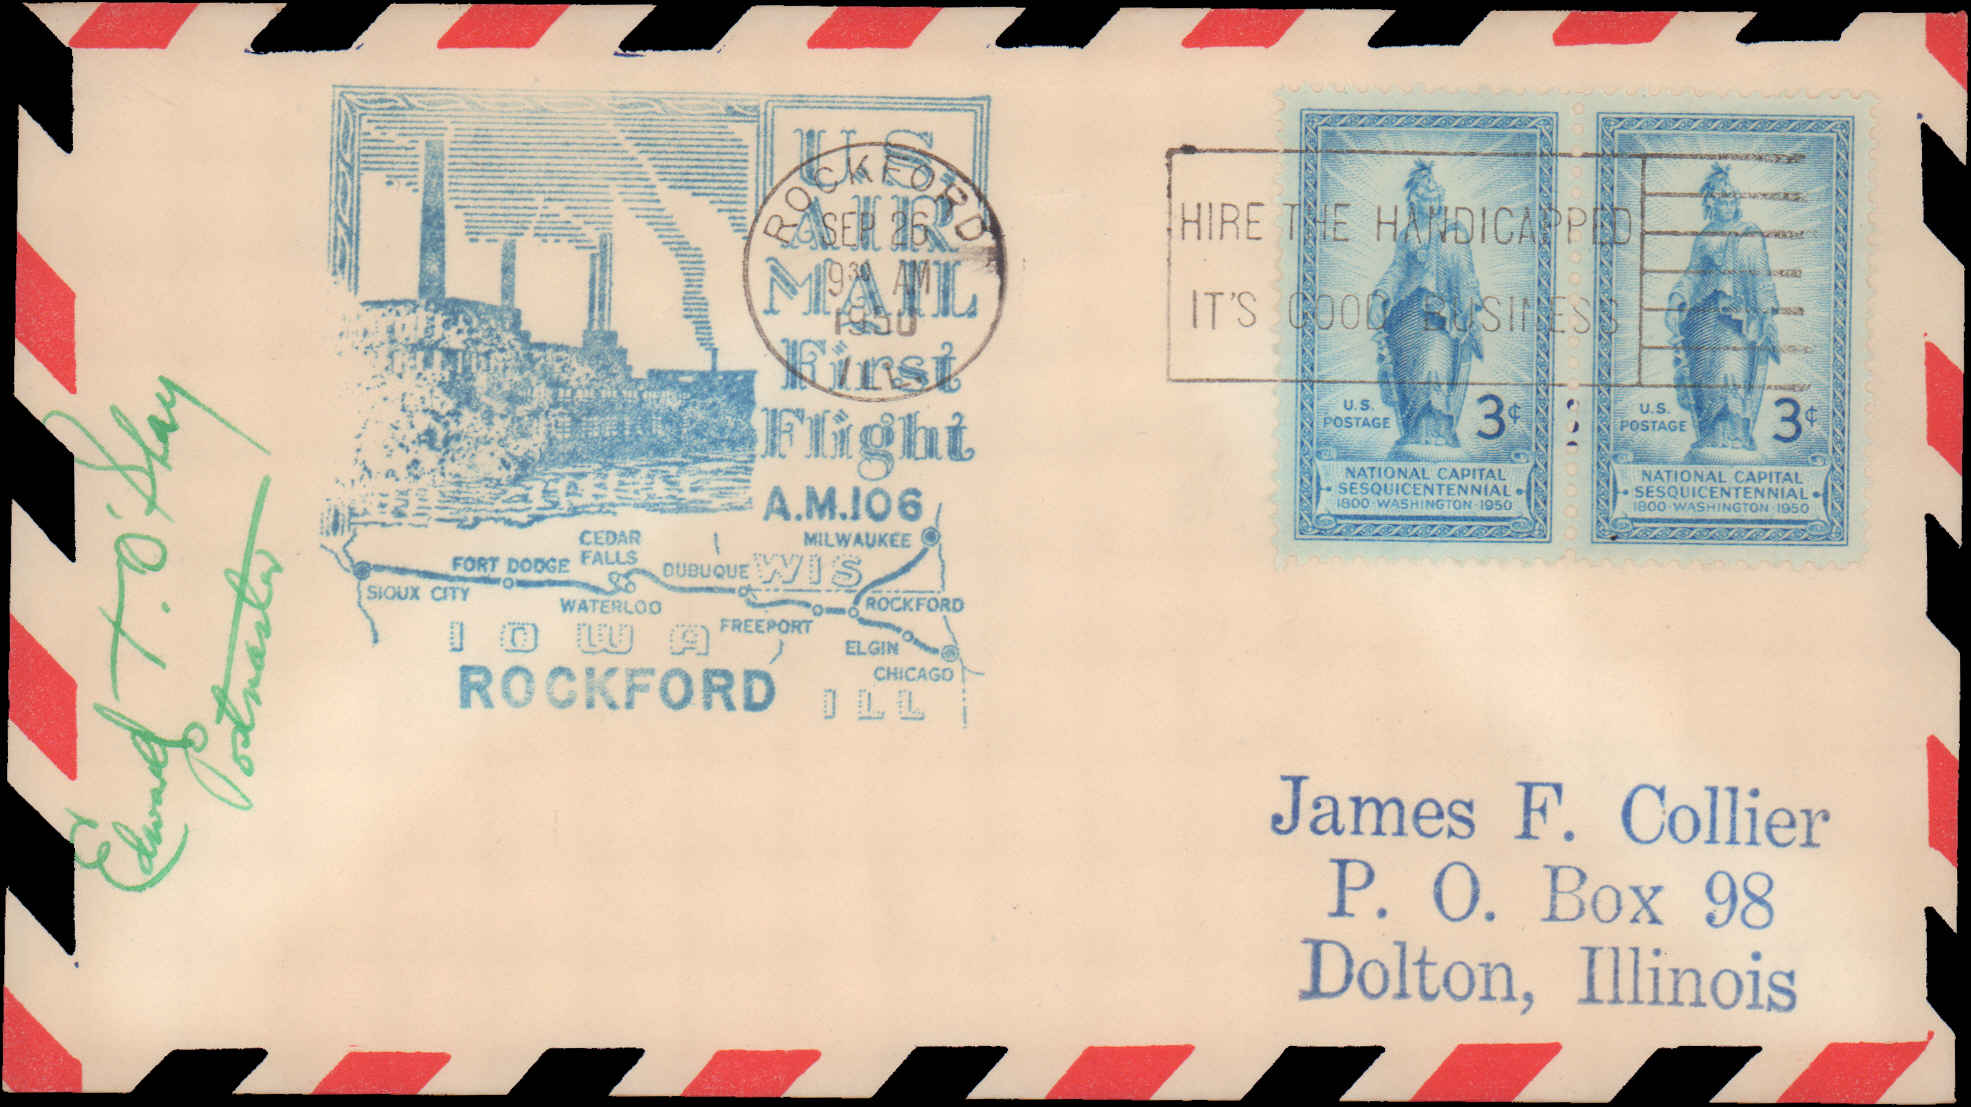 U.S.
AIR
MAIL
First
Flight
A.M.106
ROCKFORD
SEP 26
9 30 AM
1950
ILL.
HIRE THE HANDICAPPED
IT'S GOOD BUSINESS
U.S.
POSTAGE
3¢
NATIONAL CAPITAL
SESQUICENTENNIAL
1800·WASHINGTON·1950
U.S.
POSTAGE
3¢
NATIONAL CAPITAL
SESQUICENTENNIAL
1800·WASHINGTON·1950
MILWAUKEE
CEDAR
FALLS
FORT DODGE
DUBUQUE
WIS
SIOUX CITY
WATERLOO
ROCKFORD
FREEPORT
IOWA
ELGIN
CHICAGO
ROCKFORD
ILL
Edward T. O'Shay
Postmaster
James F. Collier
P. O. Box 98
Dolton, Illinois